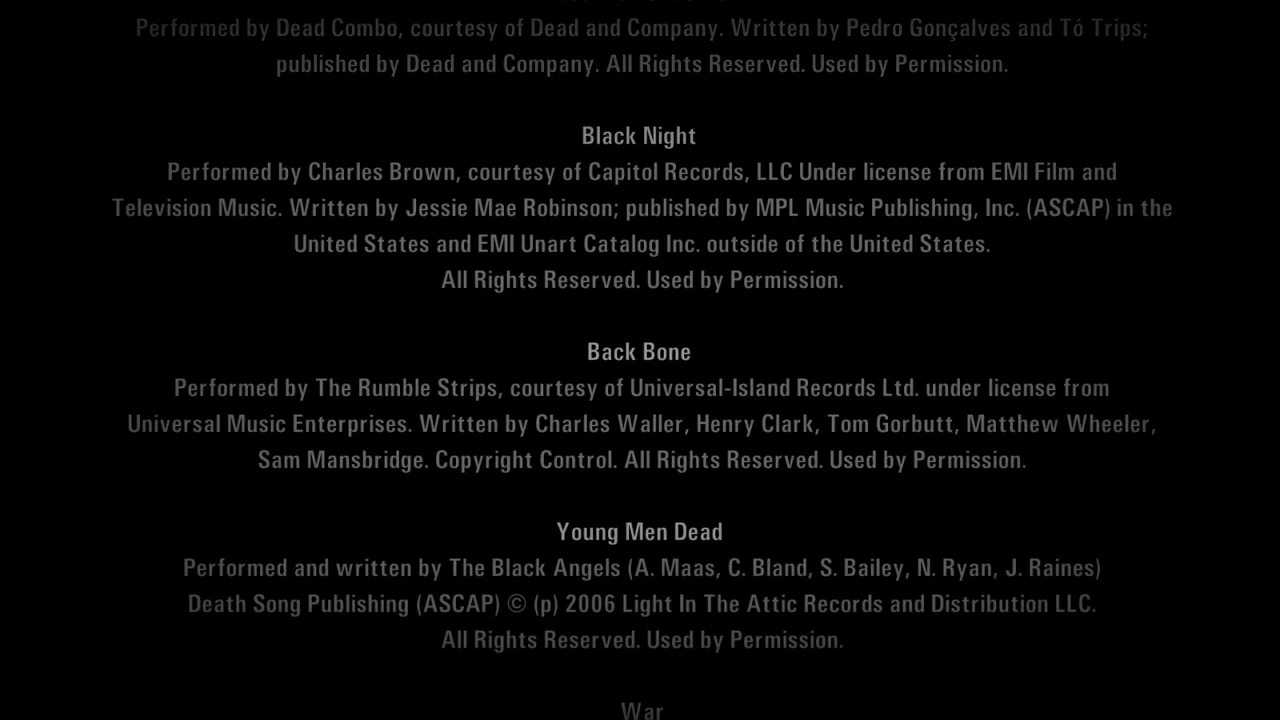 Performed by Dead Combo, courtesy of Dead and Company. Written by Pedro Gonçalves and Tó Trips;
published by Dead and Company. All Rights Reserved. Used by Permission.
Black Night
Performed by Charles Brown, courtesy of Capitol Records, LLC Under license from EMI Film and
Television Music. Written by Jessie Mae Robinson; published by MPL Music Publishing, Inc. (ASCAP) in the
United States and EMI Unart Catalog Inc. outside of the United States.
All Rights Reserved. Used by Permission.
Back Bone
Performed by The Rumble Strips, courtesy of Universal-Island Records Ltd. under license from
Universal Music Enterprises. Written by Charles Waller, Henry Clark, Tom Gorbutt, Matthew Wheeler,
Sam Mansbridge. Copyright Control. All Rights Reserved. Used by Permission.
Young Men Dead
Performed and written by The Black Angels (A. Maas, C. Bland, S. Bailey, N. Ryan, J. Raines)
Death Song Publishing (ASCAP) © (p) 2006 Light In The Attic Records and Distribution LLC.
All Rights Reserved. Used by Permission.
War